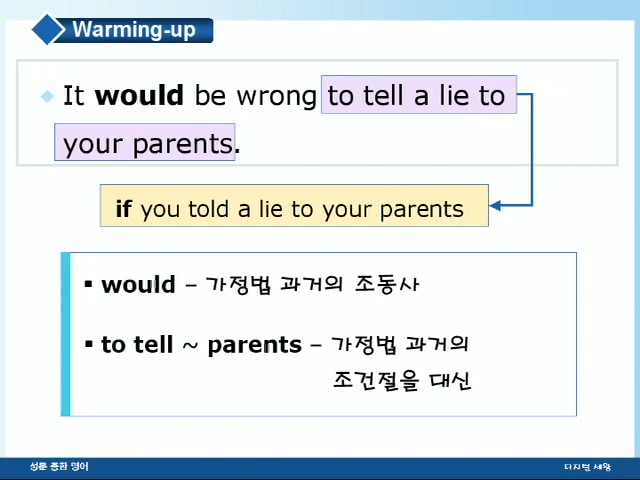 Warming-up
It would be wrong to tell a lie to
your parents.
if you told a lie to your parents
▪ would – 가정법 과거의 조동사
▪ to tell ~ parents – 가정법 과거의
조건절을 대신
성문 종합 영어
디지털 세왕